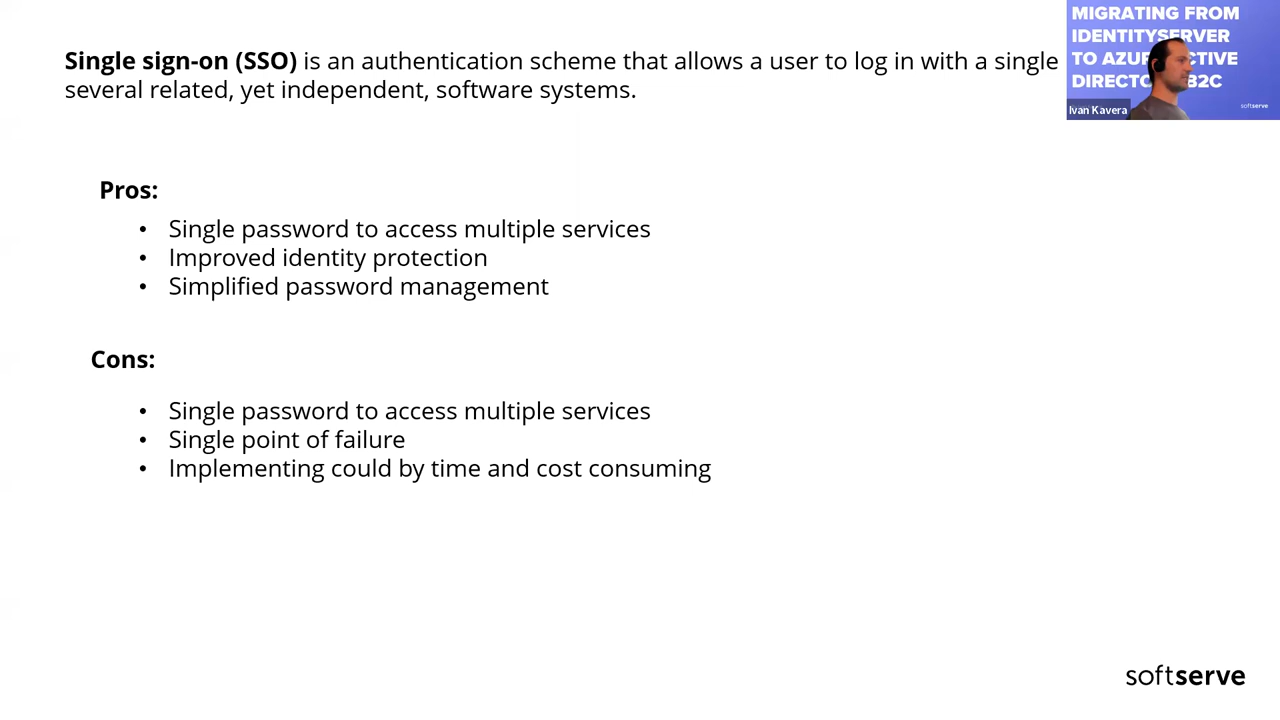 Single sign-on (SSO) is an authentication scheme that allows a user to log in with a single
several related, yet independent, software systems.
MIGRATING FROM
IDENTITYSERVER
TO
DIRECTO B2C
softserve
Ivan Kavera
Pros:
• Single password to access multiple services
• Improved identity protection
• Simplified password management
Cons:
• Single password to access multiple services
• Single point of failure
• Implementing could by time and cost consuming
softserve